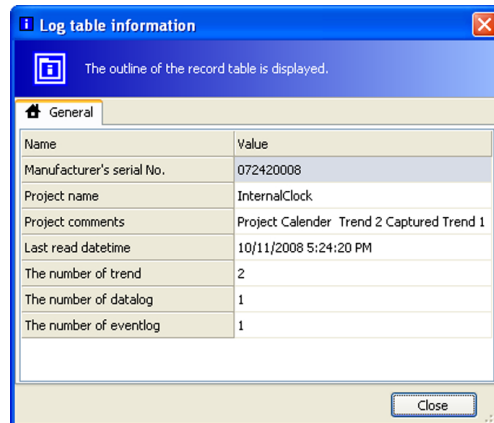 Log table information
The outline of the record table is displayed.
General
Name Value
Manufacturer's serial No. 072420008
Project name InternalClock
Project comments Project Calender Trend 2 Captured Trend 1
Last read datetime 10/11/2008 5:24:20 PM
The number of trend 2
The number of datalog 1
The number of eventlog 1
Close